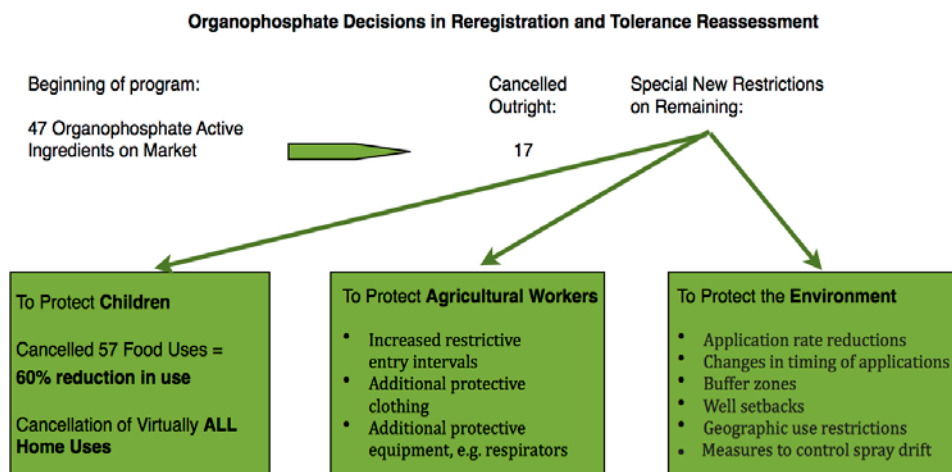 Organophosphate Decisions in Reregistration and Tolerance Reassessment
Beginning of program:
47 Organophosphate Active
Ingredients on Market
Cancelled
Outright:
17
Special New Restrictions
on Remaining:
To Protect Children
Cancelled 57 Food Uses =
60% reduction in use
Cancellation of Virtually ALL
Home Uses
To Protect Agricultural Workers
• Increased restrictive
entry intervals
• Additional protective
clothing
• Additional protective
equipment, e.g. respirators
To Protect the Environment
• Application rate reductions
• Changes in timing of applications
• Buffer zones
• Well setbacks
• Geographic use restrictions
• Measures to control spray drift